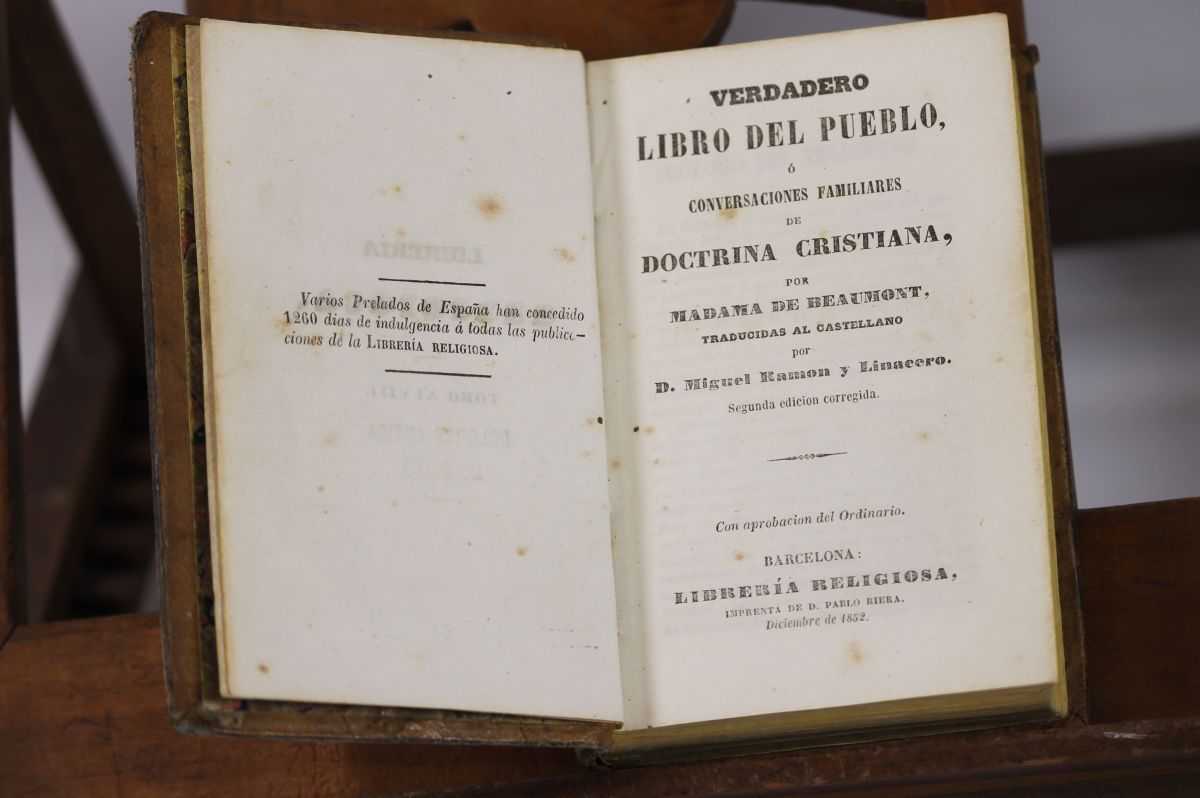 Varios Prelados de España han concedido
1260 dias de indulgencia á todas las publica-
ciones de la LIBRERÍA RELIGIOSA.
VERDADERO
LIBRO DEL PUEBLO,
ó
CONVERSACIONES FAMILIARES
DE
DOCTRINA CRISTIANA,
POR
MADAMA DE BEAUMONT,
TRADUCIDAS AL CASTELLANO
por
D. Miguel Ramon y Linacero.
Segunda edicion corregida.
Con aprobacion del Ordinario.
BARCELONA:
LIBRERÍA RELIGIOSA,
IMPRENTA DE D. PABLO RIERA.
Diciembre de 1852.